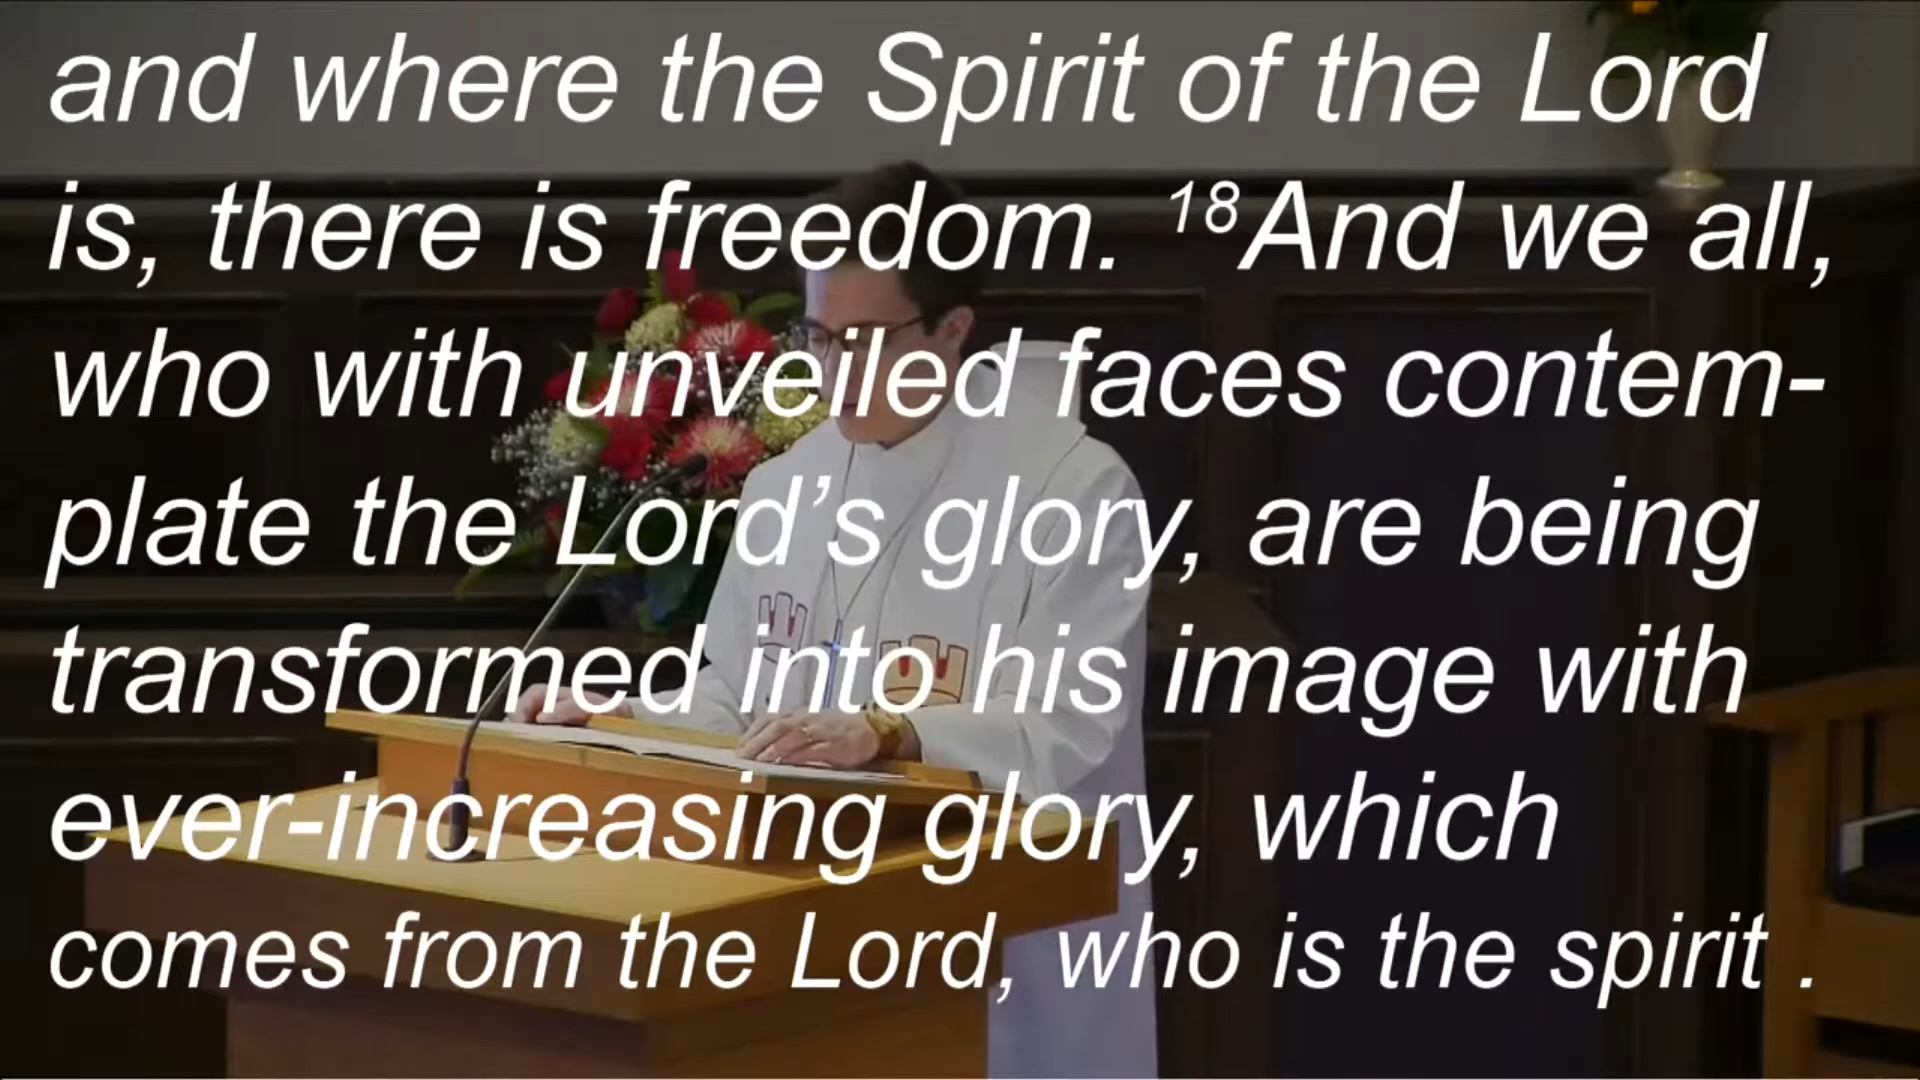 and where the Spirit of the Lord
is, there is freedom. ¹⁸And we all,
who with unveiled faces contem-
plate the Lord’s glory, are being
transformed into his image with
ever-increasing glory, which
comes from the Lord, who is the spirit .